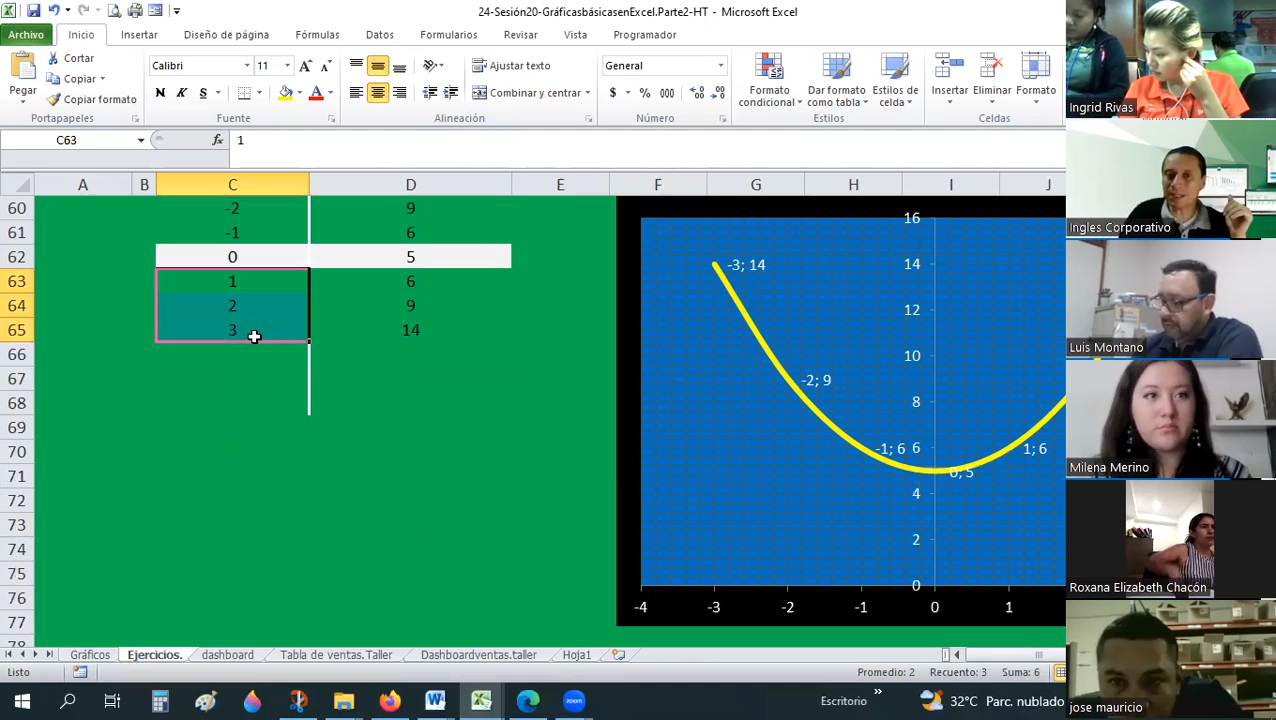 24-Sesión20-GráficasbásicasenExcel.Parte2-HT - Microsoft Excel
Archivo Inicio Insertar Diseño de página Fórmulas Datos Formularios Revisar Vista Programador
Pegar
Cortar
Copiar
Copiar formato
Portapapeles
Calibri 11
N K S
Fuente
Ajustar texto
Combinar y centrar
Alineación
General
$ % 000
Número
Formato condicional
Dar formato como tabla
Estilos de celda
Estilos
Insertar
Eliminar
Formato
Celdas
C63 fx 1
A B C D E F G H I J
60 -2 9
61 -1 6
62 0 5
63 1 6
64 2 9
65 3 14
66
67
68
69
70
71
72
73
74
75
76
77
78
16
14
12
10
8
6
4
2
0
-3; 14
-2; 9
-1; 6
0; 5
1; 6
-4 -3 -2 -1 0 1
Gráficos Ejercicios. dashboard Tabla de ventas.Taller Dashboardventas.taller Hoja1
Listo Promedio: 2 Recuento: 3 Suma: 6
Escritorio » 32°C Parc. nublado
Ingrid Rivas
Ingles Corporativo
Luis Montano
Milena Merino
Roxana Elizabeth Chacón
jose mauricio